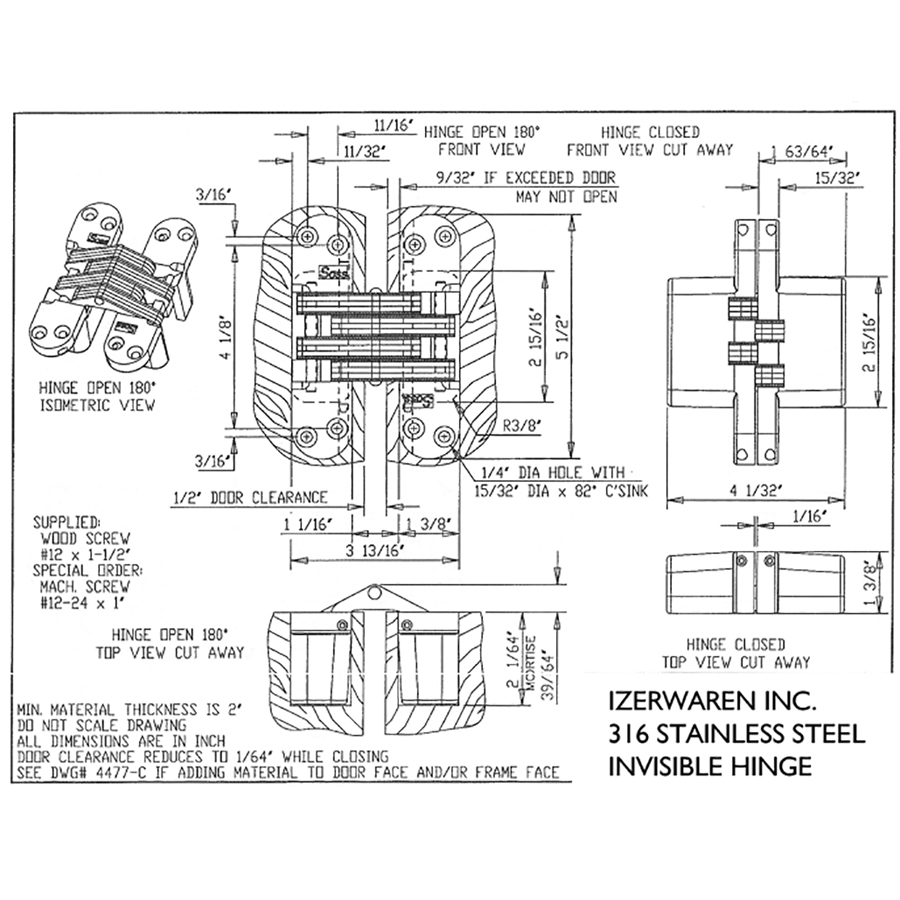 11/16"
HINGE OPEN 180°
FRONT VIEW
HINGE CLOSED
FRONT VIEW CUT AWAY
1 63/64"
11/32"
9/32" IF EXCEEDED DOOR
MAY NOT OPEN
15/32"
3/16"
Soss
Soss
4 1/8"
2 15/16"
5 1/2"
2 15/16"
HINGE OPEN 180°
ISOMETRIC VIEW
Soss
R3/8"
3/16"
1/4" DIA HOLE WITH
15/32" DIA x 82° C'SINK
1/2" DOOR CLEARANCE
4 1/32"
1 1/16"
1 3/8"
1/16"
3 13/16"
SUPPLIED:
WOOD SCREW
#12 x 1-1/2"
SPECIAL ORDER:
MACH. SCREW
#12-24 x 1"
1 3/8"
HINGE OPEN 180°
TOP VIEW CUT AWAY
2 1/64"
MORTISE
39/64"
HINGE CLOSED
TOP VIEW CUT AWAY
MIN. MATERIAL THICKNESS IS 2"
DO NOT SCALE DRAWING
ALL DIMENSIONS ARE IN INCH
DOOR CLEARANCE REDUCES TO 1/64" WHILE CLOSING
SEE DWG# 4477-C IF ADDING MATERIAL TO DOOR FACE AND/OR FRAME FACE
IZERWAREN INC.
316 STAINLESS STEEL
INVISIBLE HINGE